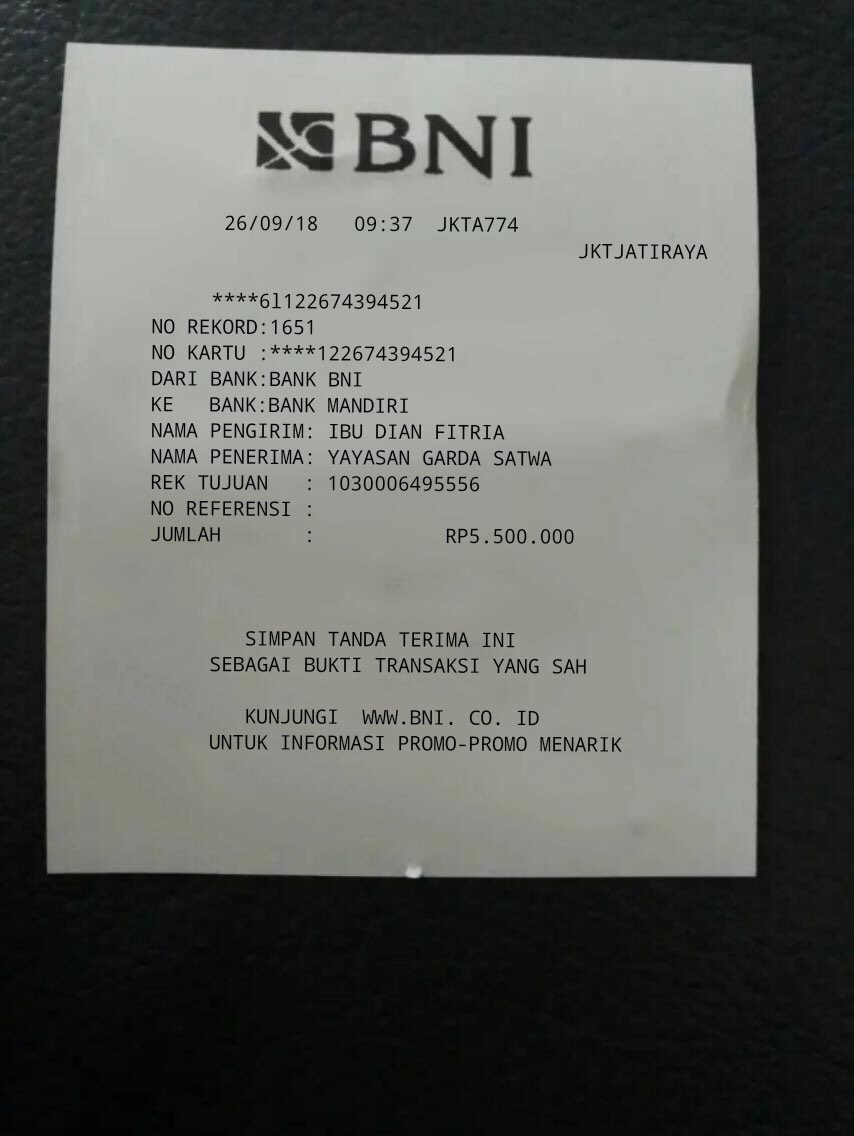 BNI
26/09/18 09:37 JKTA774
JKTJATIRAYA
****6l122674394521
NO REKORD:1651
NO KARTU :****122674394521
DARI BANK:BANK BNI
KE BANK:BANK MANDIRI
NAMA PENGIRIM: IBU DIAN FITRIA
NAMA PENERIMA: YAYASAN GARDA SATWA
REK TUJUAN : 1030006495556
NO REFERENSI :
JUMLAH : RP5.500.000
SIMPAN TANDA TERIMA INI
SEBAGAI BUKTI TRANSAKSI YANG SAH
KUNJUNGI WWW.BNI. CO. ID
UNTUK INFORMASI PROMO-PROMO MENARIK